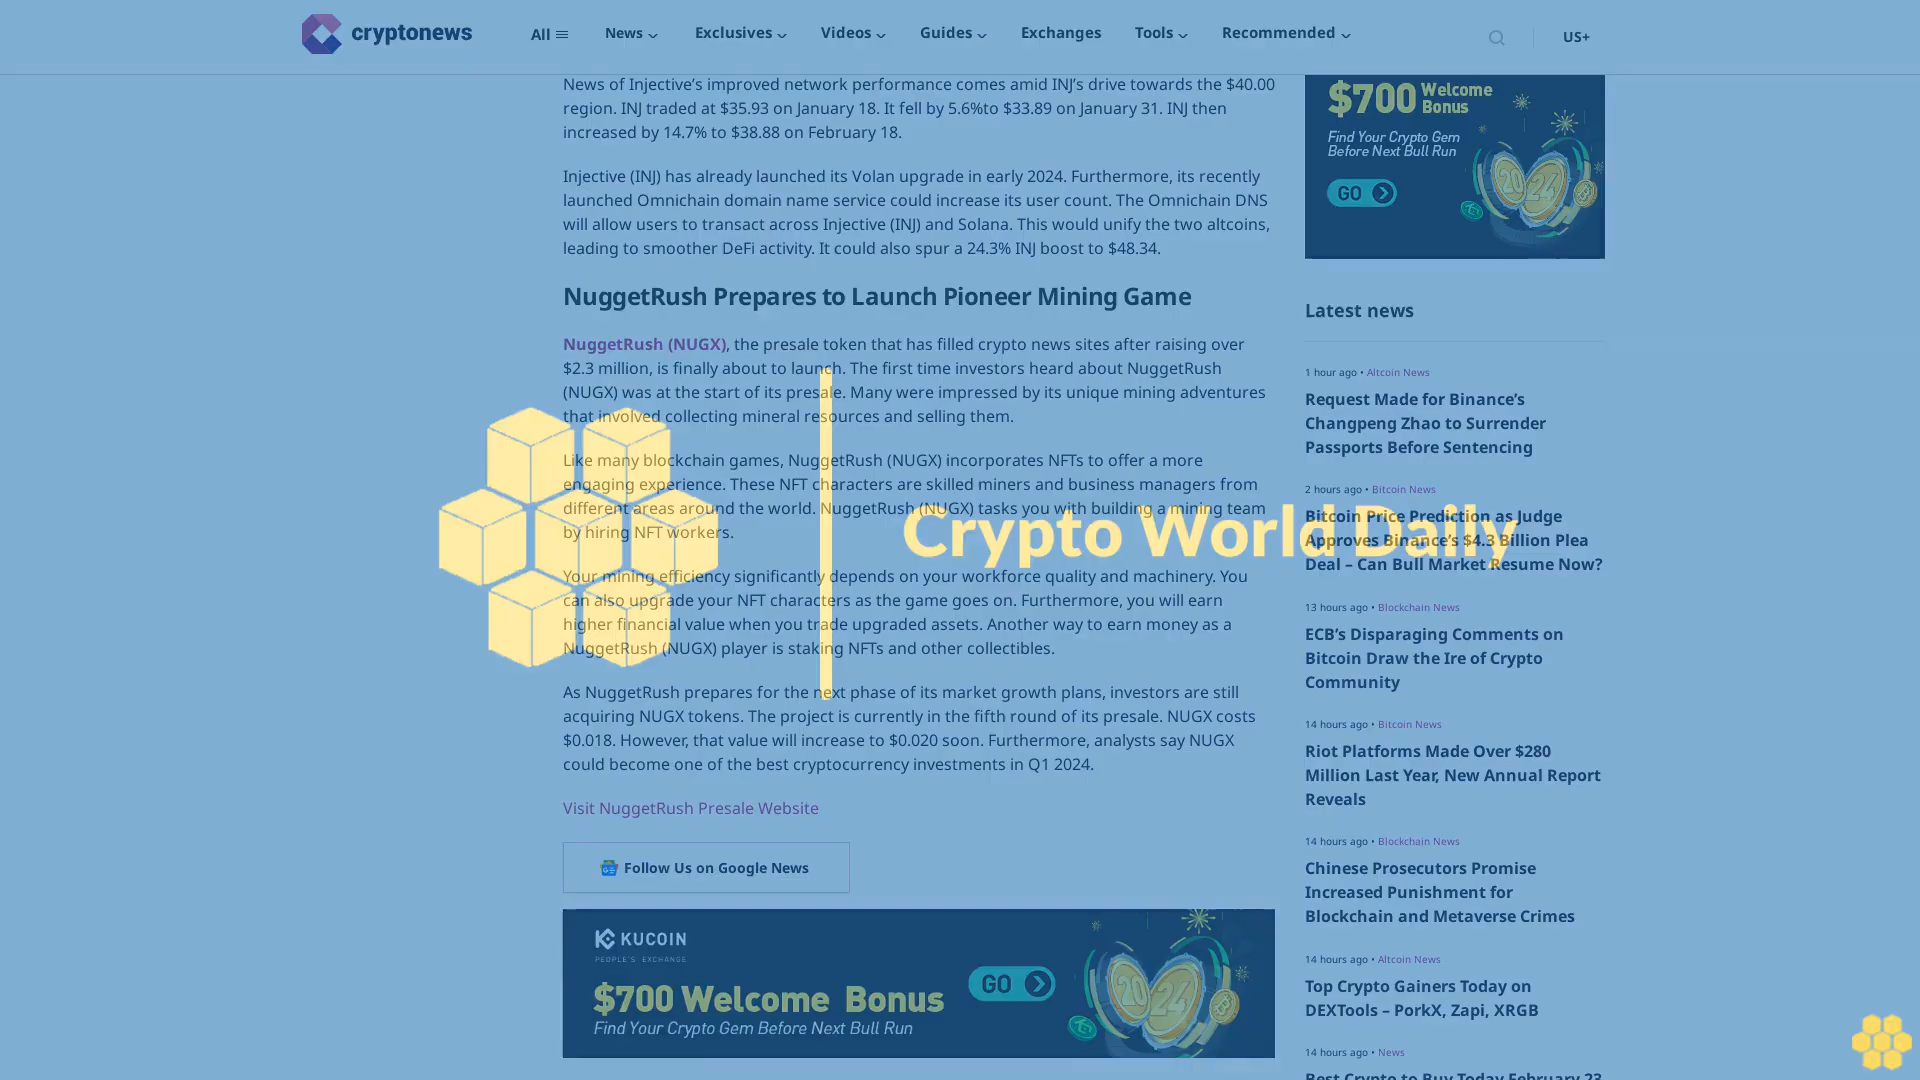 cryptonews
All
News
Exclusives
Videos
Guides
Exchanges
Tools
Recommended
US+
News of Injective’s improved network performance comes amid INJ’s drive towards the $40.00
region. INJ traded at $35.93 on January 18. It fell by 5.6%to $33.89 on January 31. INJ then
increased by 14.7% to $38.88 on February 18.
Injective (INJ) has already launched its Volan upgrade in early 2024. Furthermore, its recently
launched Omnichain domain name service could increase its user count. The Omnichain DNS
will allow users to transact across Injective (INJ) and Solana. This would unify the two altcoins,
leading to smoother DeFi activity. It could also spur a 24.3% INJ boost to $48.34.
NuggetRush Prepares to Launch Pioneer Mining Game
NuggetRush (NUGX), the presale token that has filled crypto news sites after raising over
$2.3 million, is finally about to launch. The first time investors heard about NuggetRush
(NUGX) was at the start of its presale. Many were impressed by its unique mining adventures
that involved collecting mineral resources and selling them.
Like many blockchain games, NuggetRush (NUGX) incorporates NFTs to offer a more
engaging experience. These NFT characters are skilled miners and business managers from
different areas around the world. NuggetRush (NUGX) tasks you with building a mining team
by hiring NFT workers.
Your mining efficiency significantly depends on your workforce quality and machinery. You
can also upgrade your NFT characters as the game goes on. Furthermore, you will earn
higher financial value when you trade upgraded assets. Another way to earn money as a
NuggetRush (NUGX) player is staking NFTs and other collectibles.
As NuggetRush prepares for the next phase of its market growth plans, investors are still
acquiring NUGX tokens. The project is currently in the fifth round of its presale. NUGX costs
$0.018. However, that value will increase to $0.020 soon. Furthermore, analysts say NUGX
could become one of the best cryptocurrency investments in Q1 2024.
Visit NuggetRush Presale Website
Follow Us on Google News
KUCOIN
PEOPLE'S EXCHANGE
$700 Welcome Bonus
Find Your Crypto Gem Before Next Bull Run
GO
20 24
Crypto World Daily
$700 Welcome
Bonus
Find Your Crypto Gem
Before Next Bull Run
GO
20 24
Latest news
1 hour ago • Altcoin News
Request Made for Binance’s
Changpeng Zhao to Surrender
Passports Before Sentencing
2 hours ago • Bitcoin News
Bitcoin Price Prediction as Judge
Approves Binance’s $4.3 Billion Plea
Deal – Can Bull Market Resume Now?
13 hours ago • Blockchain News
ECB’s Disparaging Comments on
Bitcoin Draw the Ire of Crypto
Community
14 hours ago • Bitcoin News
Riot Platforms Made Over $280
Million Last Year, New Annual Report
Reveals
14 hours ago • Blockchain News
Chinese Prosecutors Promise
Increased Punishment for
Blockchain and Metaverse Crimes
14 hours ago • Altcoin News
Top Crypto Gainers Today on
DEXTools – PorkX, Zapi, XRGB
14 hours ago • News
Best Crypto to Buy Today February 23